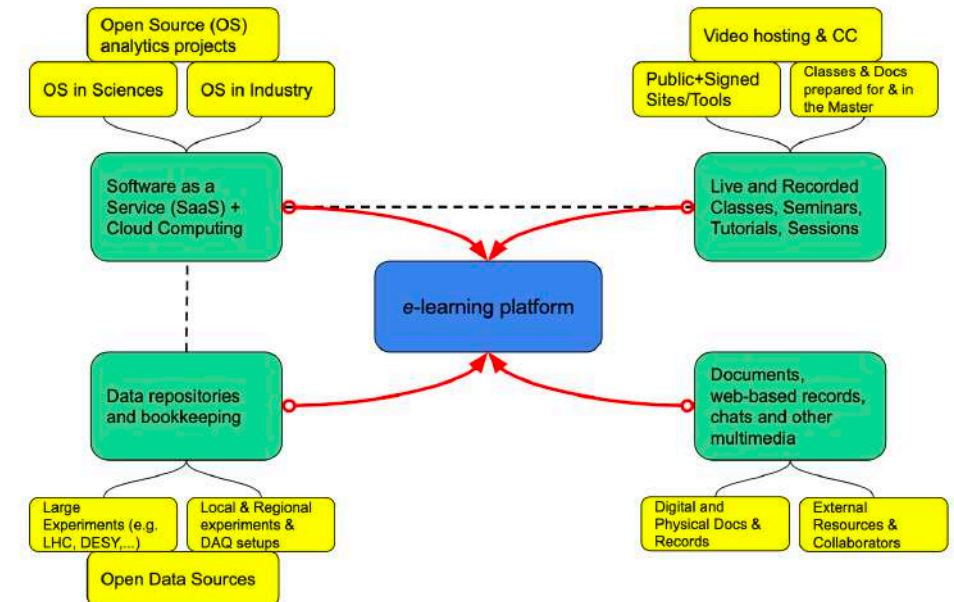 Open Source (OS)
analytics projects
OS in Sciences
OS in Industry
Video hosting & CC
Public+Signed
Sites/Tools
Classes & Docs
prepared for & in
the Master
Software as a
Service (SaaS) +
Cloud Computing
Live and Recorded
Classes, Seminars,
Tutorials, Sessions
e-learning platform
Data repositories
and bookkeeping
Documents,
web-based records,
chats and other
multimedia
Large
Experiments (e.g.
LHC, DESY,...)
Local & Regional
experiments &
DAQ setups
Open Data Sources
Digital and
Physical Docs &
Records
External
Resources &
Collaborators